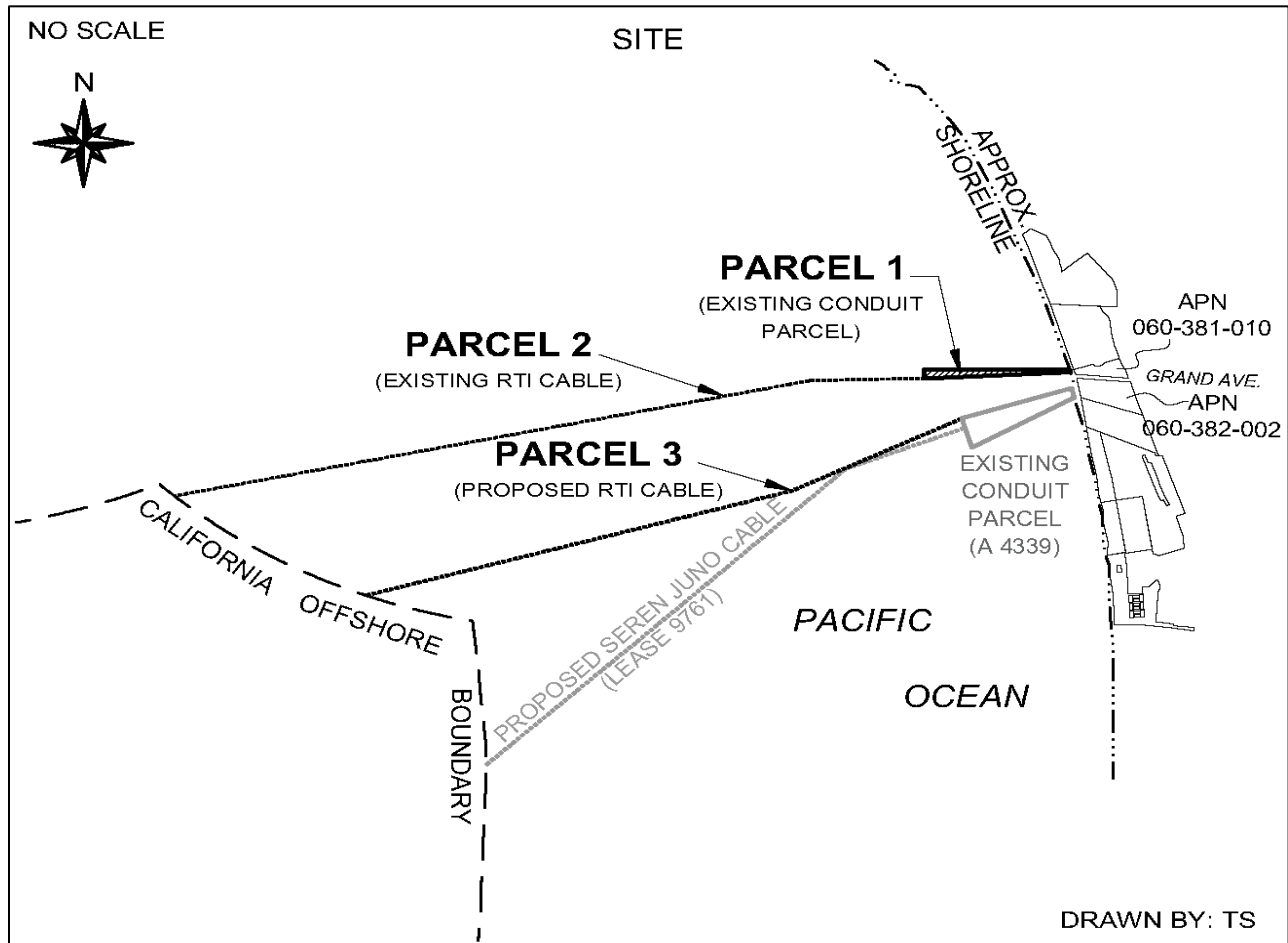 NO SCALE
SITE
N
APPROX
SHORELINE
PARCEL 1
(EXISTING CONDUIT
PARCEL)
APN
060-381-010
GRAND AVE.
APN
060-382-002
PARCEL 2
(EXISTING RTI CABLE)
PARCEL 3
(PROPOSED RTI CABLE)
EXISTING
CONDUIT
PARCEL
(A 4339)
CALIFORNIA OFFSHORE
BOUNDARY
PROPOSED SEREN JUNO CABLE
(LEASE 9761)
PACIFIC
OCEAN
DRAWN BY: TS